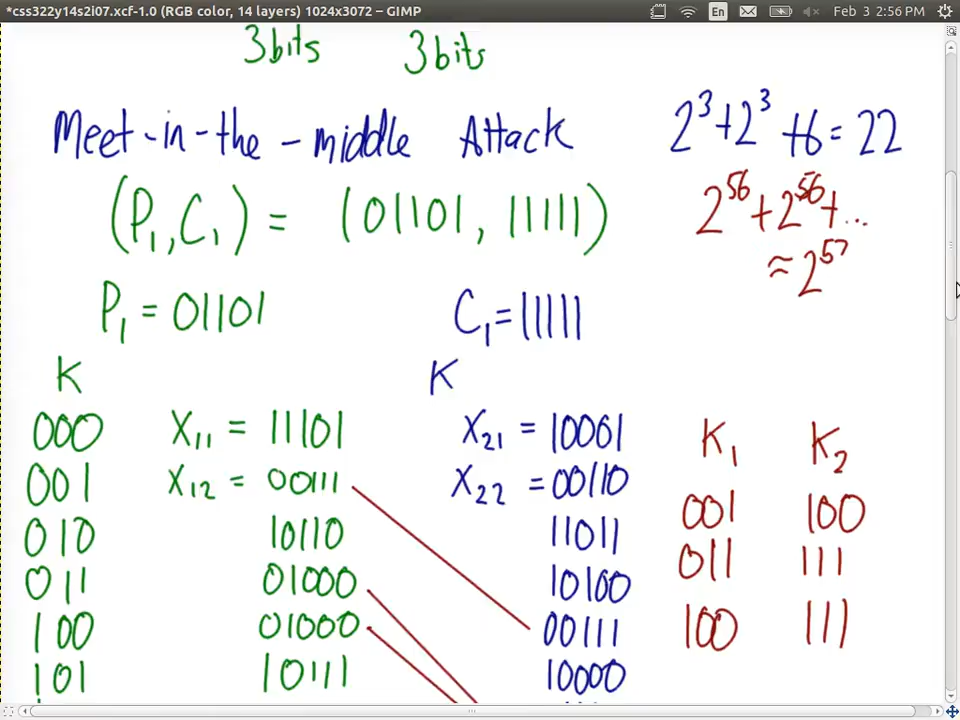 *css322y14s2i07.xcf-1.0 (RGB color, 14 layers) 1024x3072 – GIMP En Feb 3 2:56 PM
3bits 3bits
Meet-in-the-middle Attack 2^3+2^3+6=22
(P₁,C₁) = (01101, 11111) 2^56+2^56+...
≈2^57
P₁ = 01101 C₁=11111
K K
K₁ K₂
000 X₁₁ = 11101 X₂₁ = 10001
001 X₁₂ = 00111 X₂₂ = 00110
001 100
010 10110 11011
011 111
011 01000 10100
100 01000 00111 100 111
101 10111 10000